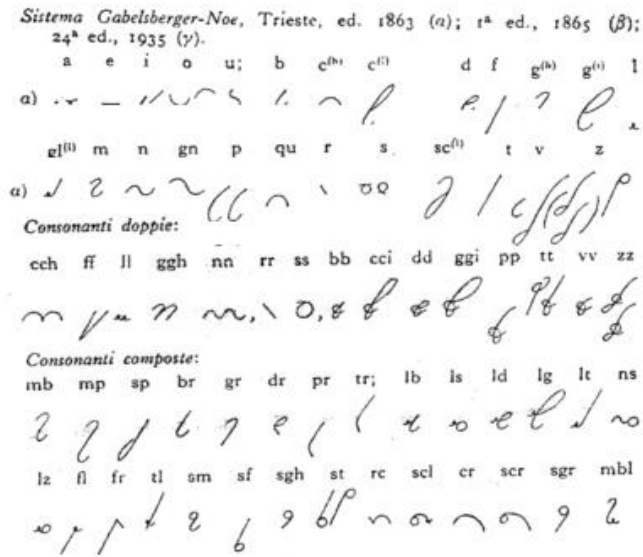 Sistema Gabelsberger-Noe, Trieste, ed. 1863 (α); 1ª ed., 1865 (β);
24ª ed., 1935 (γ).
a e i o u; b c⁽ʰ⁾ c⁽ⁱ⁾ d f g⁽ʰ⁾ g⁽ⁱ⁾ l
α)
gl⁽ⁱ⁾ m n gn p qu r s sc⁽ⁱ⁾ t v z
α)
Consonanti doppie:
cch ff ll ggh nn rr ss bb cci dd ggi pp tt vv zz
Consonanti composte:
mb mp sp br gr dr pr tr; lb ls ld lg lt ns
lz fl fr tl sm sf sgh st rc scl cr scr sgr mbl